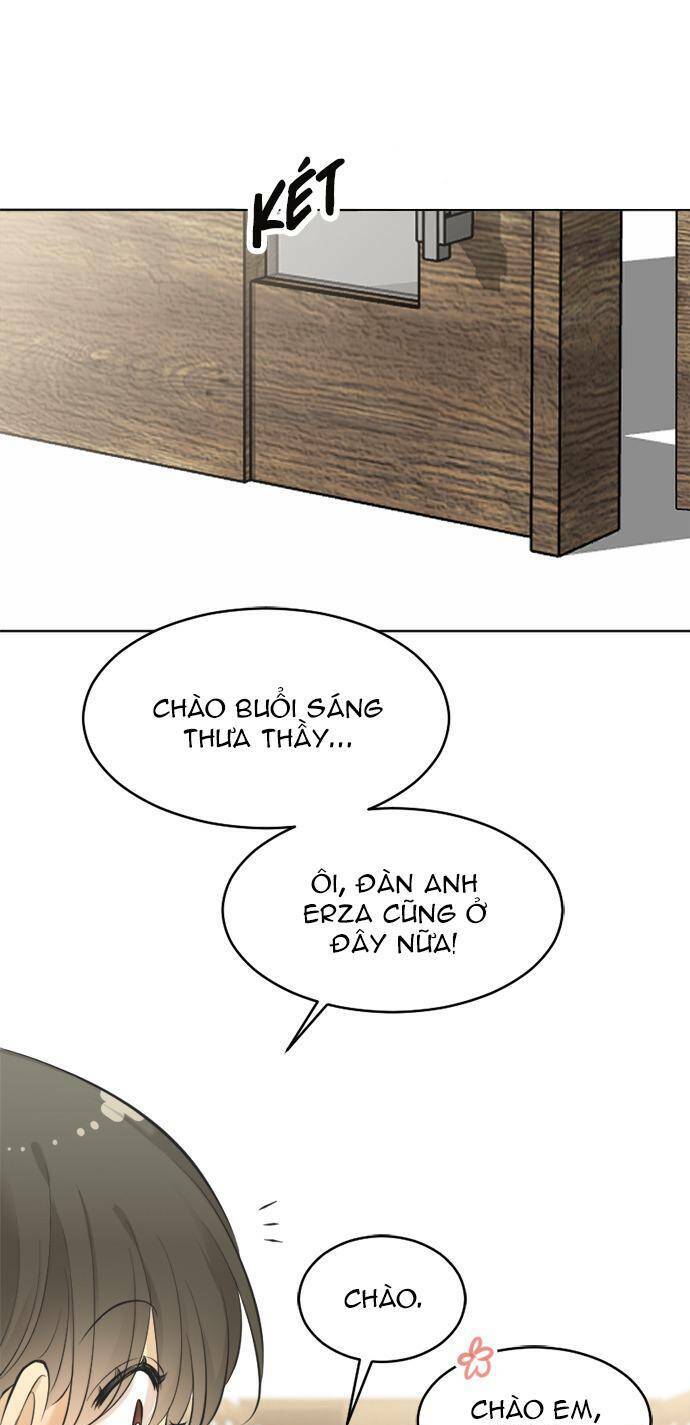 KÉT
CHÀO BUỔI SÁNG
THƯA THẦY...
ÔI, ĐÀN ANH
ERZA CŨNG Ở
ĐÂY NỮA!
CHÀO.
CHÀO EM,